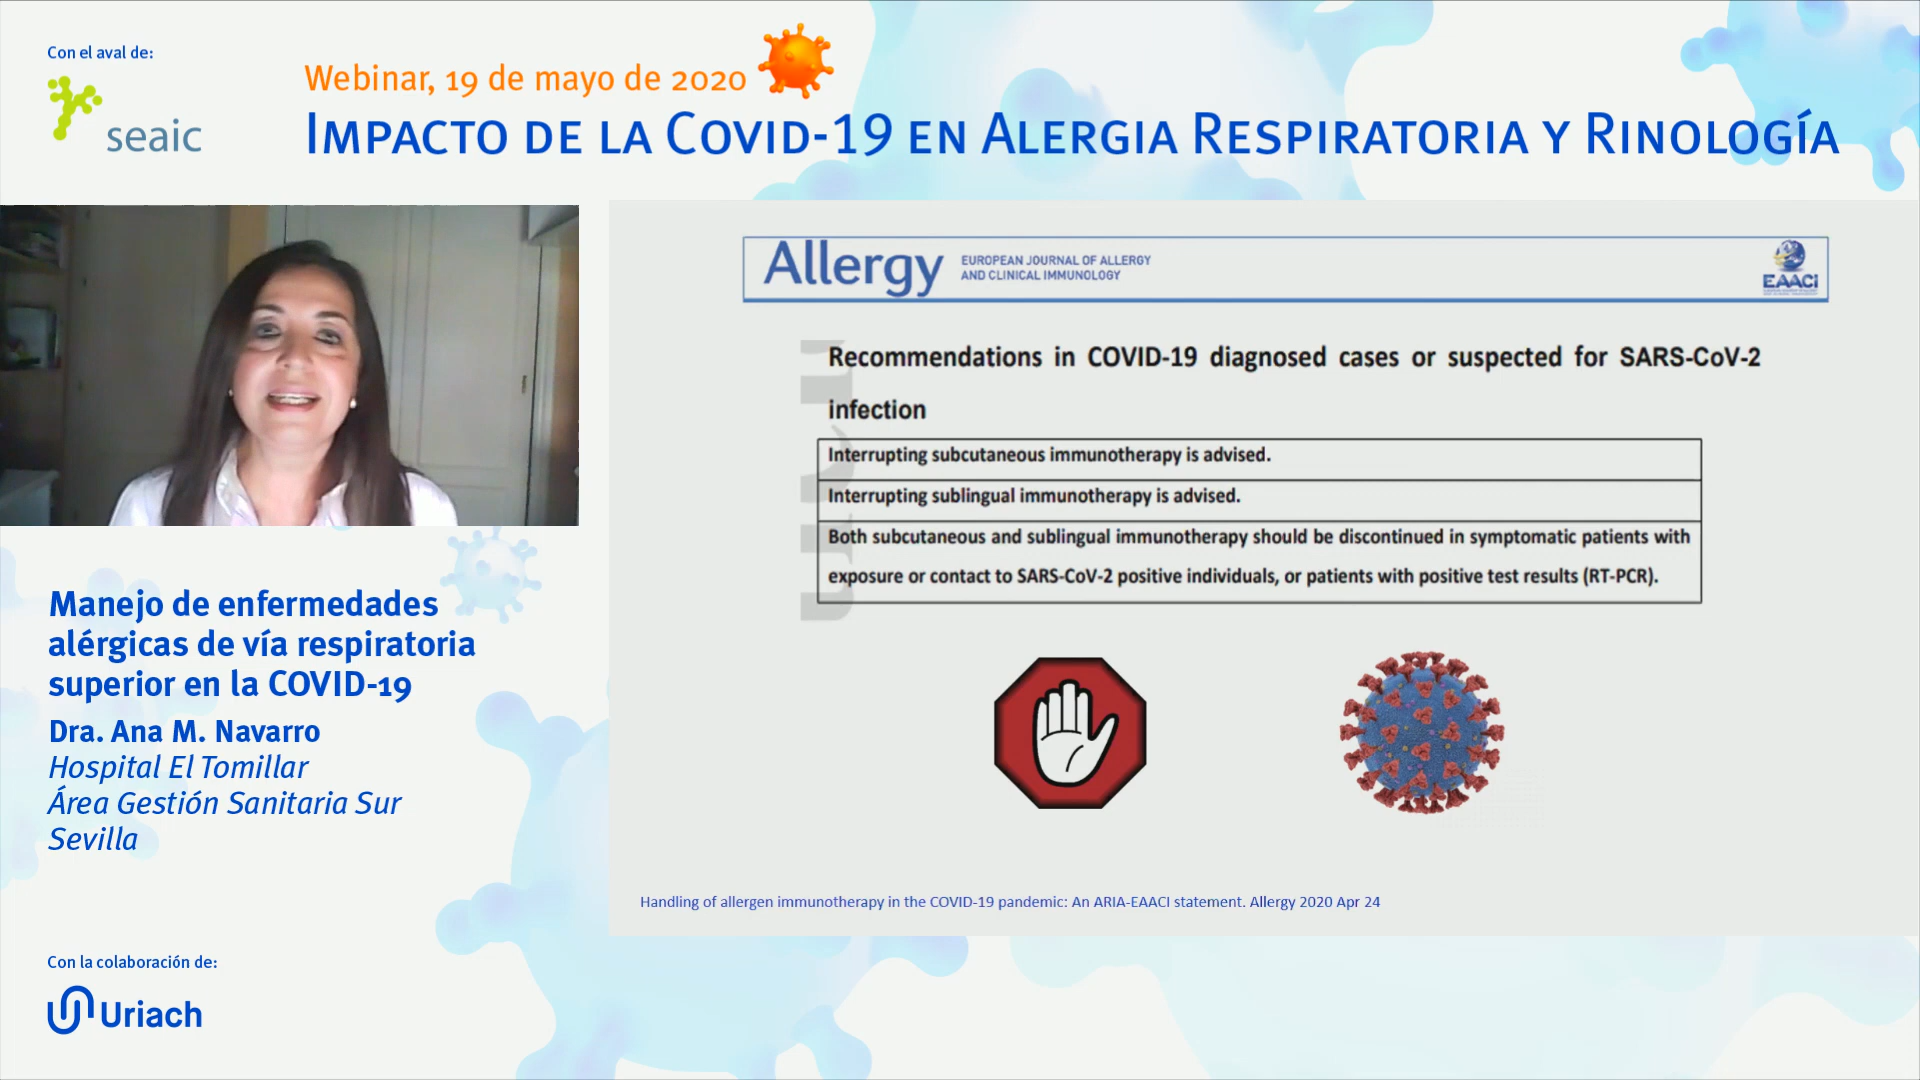 Con el aval de:
seaic
Webinar, 19 de mayo de 2020
IMPACTO DE LA COVID-19 EN ALERGIA RESPIRATORIA Y RINOLOGÍA
Allergy
EUROPEAN JOURNAL OF ALLERGY
AND CLINICAL IMMUNOLOGY
EAACI
Recommendations in COVID-19 diagnosed cases or suspected for SARS-CoV-2
infection
Interrupting subcutaneous immunotherapy is advised.
Interrupting sublingual immunotherapy is advised.
Both subcutaneous and sublingual immunotherapy should be discontinued in symptomatic patients with
exposure or contact to SARS-CoV-2 positive individuals, or patients with positive test results (RT-PCR).
Handling of allergen immunotherapy in the COVID-19 pandemic: An ARIA-EAACI statement. Allergy 2020 Apr 24
Manejo de enfermedades
alérgicas de vía respiratoria
superior en la COVID-19
Dra. Ana M. Navarro
Hospital El Tomillar
Área Gestión Sanitaria Sur
Sevilla
Con la colaboración de:
Uriach